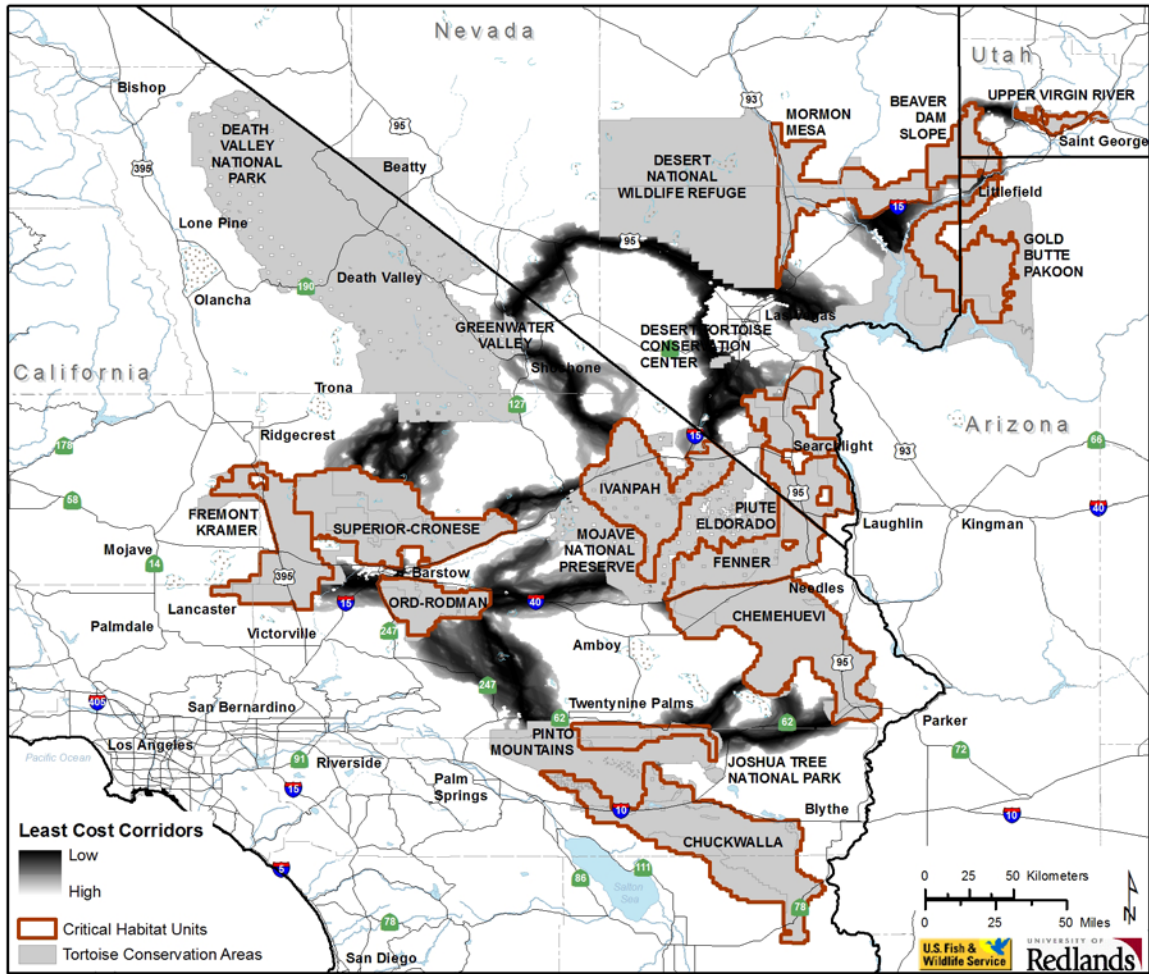 Nevada
Utah
Bishop
93
MORMON
MESA
BEAVER
DAM
SLOPE
UPPER VIRGIN RIVER
Saint George
DEATH
VALLEY
NATIONAL
PARK
95
395
Beatty
DESERT
NATIONAL
WILDLIFE REFUGE
Littlefield
15
Lone Pine
95
GOLD
BUTTE
PAKOON
Death Valley
190
Olancha
Las Vegas
GREENWATER
VALLEY
DESERT TORTOISE
CONSERVATION
CENTER
California
Shoshone
Trona
127
Arizona
Ridgecrest
15
Searchlight
93
66
178
58
IVANPAH
95
40
FREMONT
KRAMER
SUPERIOR-CRONESE
PIUTE
ELDORADO
Laughlin
Kingman
MOJAVE
NATIONAL
PRESERVE
Mojave
14
FENNER
395
Barstow
Needles
Lancaster
15
ORD-RODMAN
40
CHEMEHUEVI
Palmdale
Victorville
247
Amboy
95
247
405
San Bernardino
Twentynine Palms
62
62
Parker
Los Angeles
PINTO
MOUNTAINS
72
Pacific Ocean
91
Riverside
JOSHUA TREE
NATIONAL PARK
15
Palm
Springs
Blythe
10
10
Least Cost Corridors
Low
High
CHUCKWALLA
5
86
111
Salton
Sea
78
78
Critical Habitat Units
Tortoise Conservation Areas
San Diego
0 25 50 Kilometers
0 25 50 Miles
N
U.S. Fish &
Wildlife Service
UNIVERSITY OF
Redlands